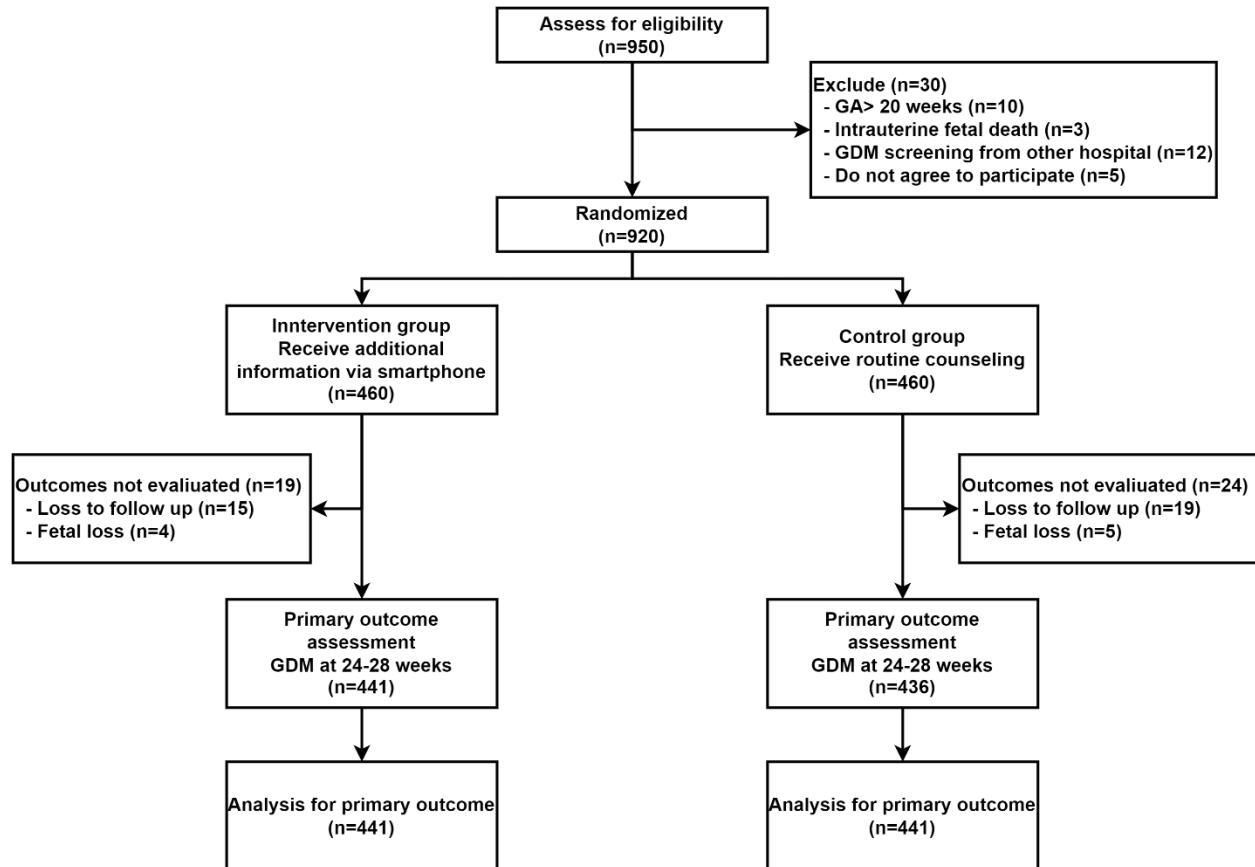 Assess for eligibility
(n=950)
Exclude (n=30)
- GA> 20 weeks (n=10)
- Intrauterine fetal death (n=3)
- GDM screening from other hospital (n=12)
- Do not agree to participate (n=5)
Randomized
(n=920)
Inntervention group
Receive additional
information via smartphone
(n=460)
Control group
Receive routine counseling
(n=460)
Outcomes not evaliuated (n=19)
- Loss to follow up (n=15)
- Fetal loss (n=4)
Outcomes not evaliuated (n=24)
- Loss to follow up (n=19)
- Fetal loss (n=5)
Primary outcome
assessment
GDM at 24-28 weeks
(n=441)
Primary outcome
assessment
GDM at 24-28 weeks
(n=436)
Analysis for primary outcome
(n=441)
Analysis for primary outcome
(n=441)